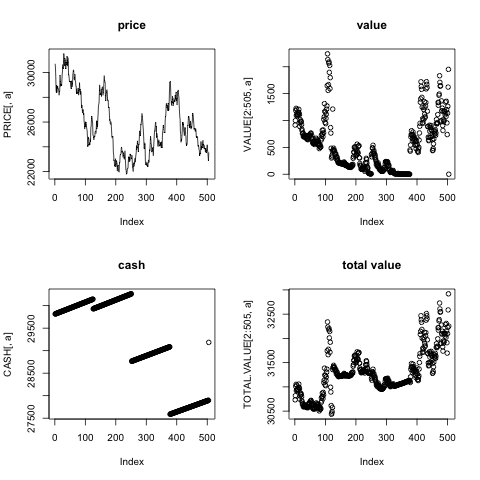 price
PRICE[, a]
22000 26000 30000
0 100 200 300 400 500
Index
value
VALUE[2:505, a]
0 500 1500
0 100 200 300 400 500
Index
cash
CASH[, a]
27500 28500 29500
0 100 200 300 400 500
Index
total value
TOTAL.VALUE[2:505, a]
30500 31500 32500
0 100 200 300 400 500
Index